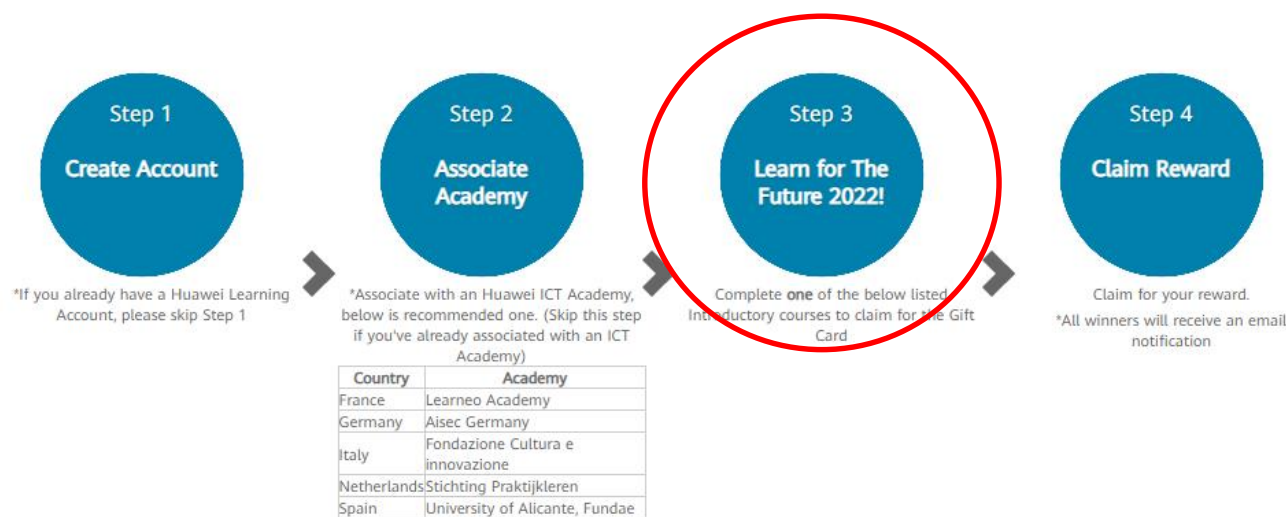 Step 1
Create Account
*If you already have a Huawei Learning
Account, please skip Step 1
Step 2
Associate
Academy
*Associate with an Huawei ICT Academy,
below is recommended one. (Skip this step
if you've already associated with an ICT
Academy)
Country Academy
France Learneo Academy
Germany Aisec Germany
Italy Fondazione Cultura e
innovazione
Netherlands Stichting Praktijkleren
Spain University of Alicante, Fundae
Step 3
Learn for The
Future 2022!
Complete one of the below listed
Introductory courses to claim for the Gift
Card
Step 4
Claim Reward
Claim for your reward.
*All winners will receive an email
notification